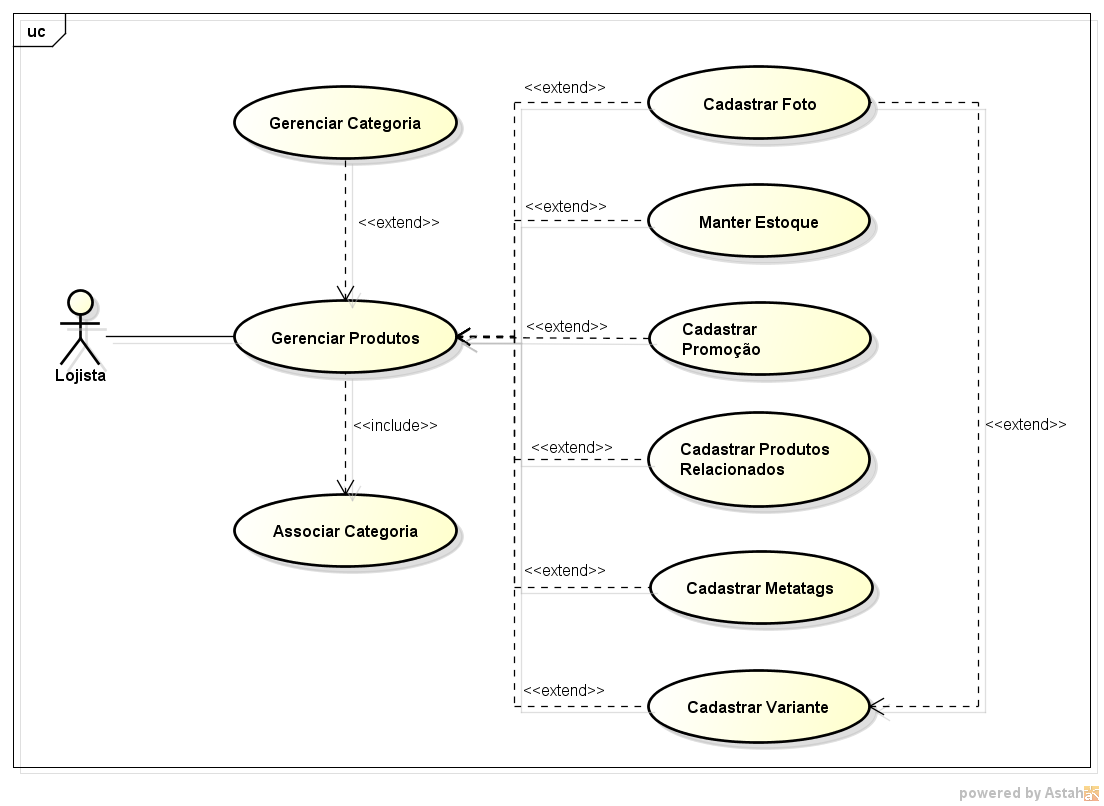 uc
<<extend>>
Cadastrar Foto
Gerenciar Categoria
<<extend>>
Manter Estoque
<<extend>>
<<extend>>
Cadastrar
Promoção
Gerenciar Produtos
Lojista
<<include>>
<<extend>>
<<extend>>
Cadastrar Produtos
Relacionados
Associar Categoria
<<extend>>
Cadastrar Metatags
<<extend>>
Cadastrar Variante
powered by Astah